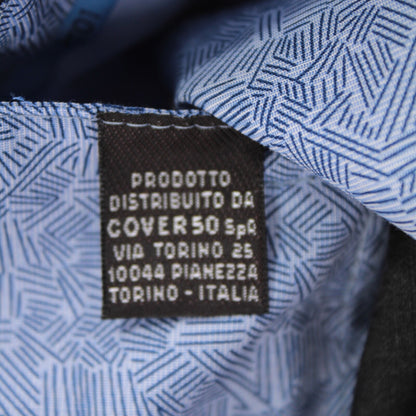 PRODOTTO
DISTRIBUITO DA
COVER50 SpA
VIA TORINO 25
10044 PIANEZZA
TORINO - ITALIA